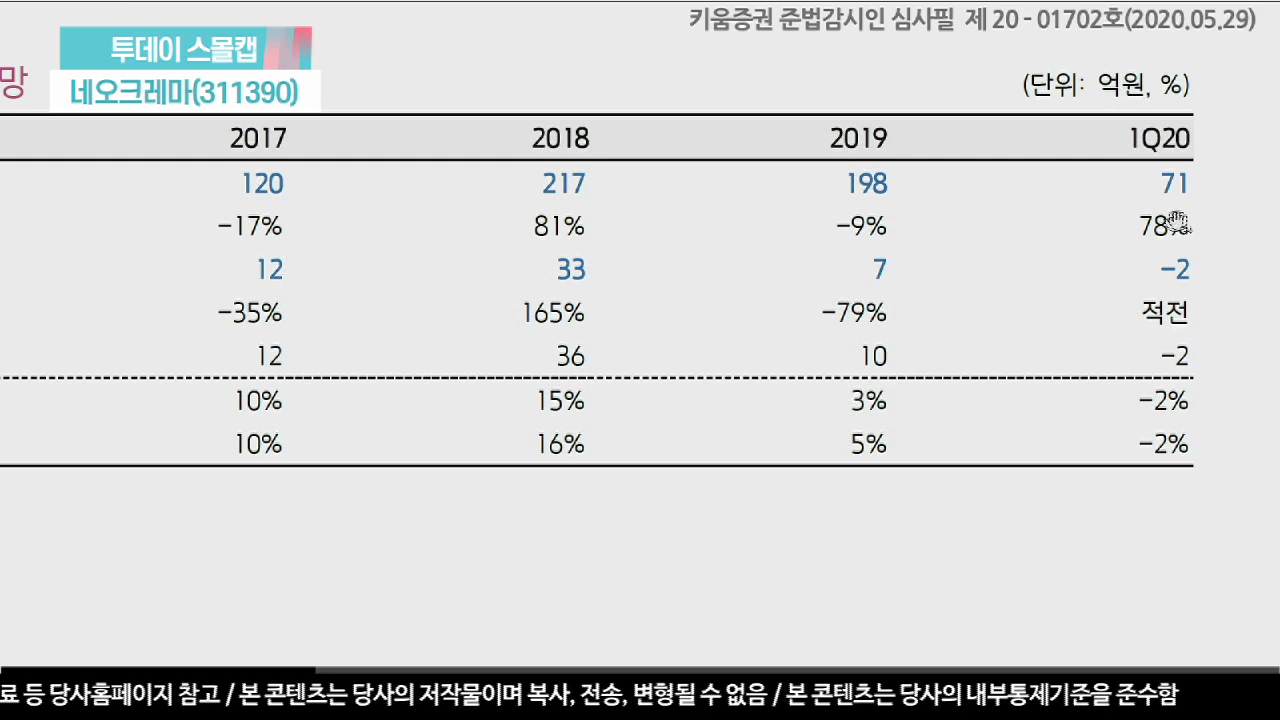 키움증권 준법감시인 심사필 제 20 - 01702호(2020.05.29)
투데이 스몰캡
망
네오크레마(311390)
(단위: 억원, %)
2017 2018 2019 1Q20
120 217 198 71
-17% 81% -9% 78%
12 33 7 -2
-35% 165% -79% 적전
12 36 10 -2
10% 15% 3% -2%
10% 16% 5% -2%
료 등 당사홈페이지 참고 / 본 콘텐츠는 당사의 저작물이며 복사, 전송, 변형될 수 없음 / 본 콘텐츠는 당사의 내부통제기준을 준수함